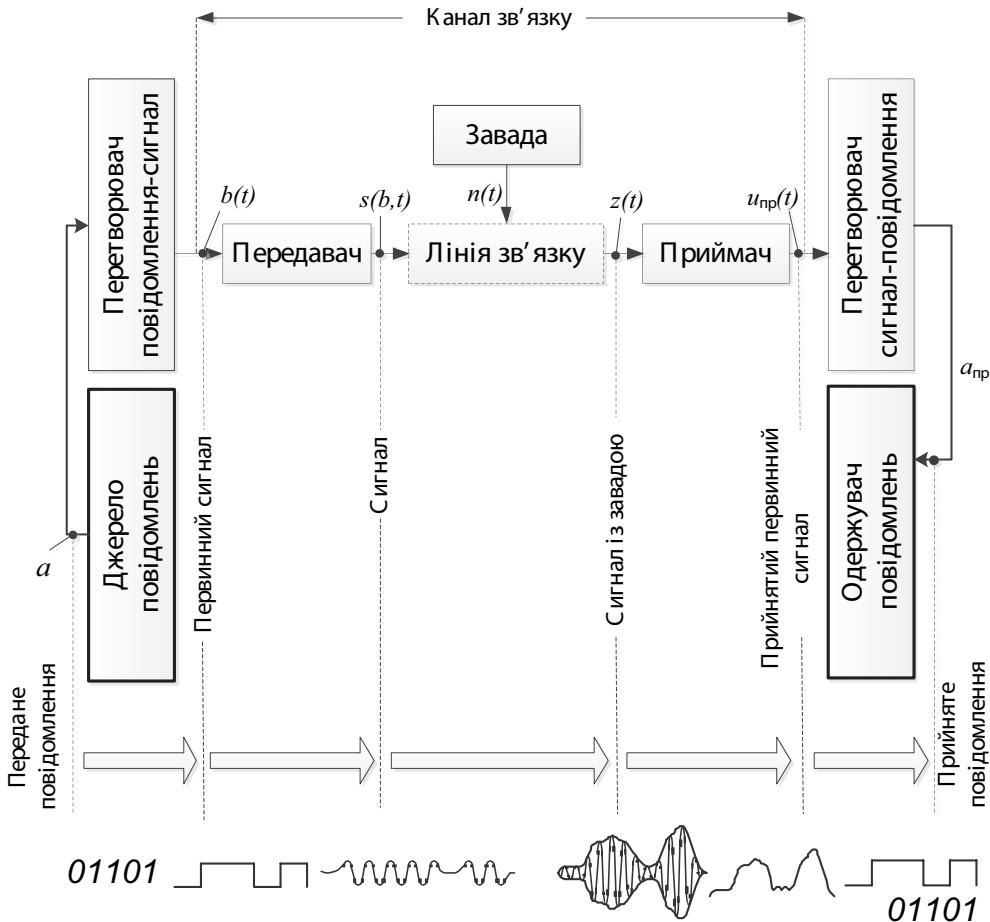 Канал зв’язку
Перетворювач
повідомлення-сигнал
Завада
Перетворювач
сигнал-повідомлення
b(t)
s(b,t)
n(t)
z(t)
uпр(t)
Передавач
Лінія зв’язку
Приймач
aпр
Джерело
повідомлень
Первинний сигнал
Сигнал
Сигнал із завадою
Прийнятий первинний
сигнал
Одержувач
повідомлень
a
Передане
повідомлення
Прийняте
повідомлення
01101
01101